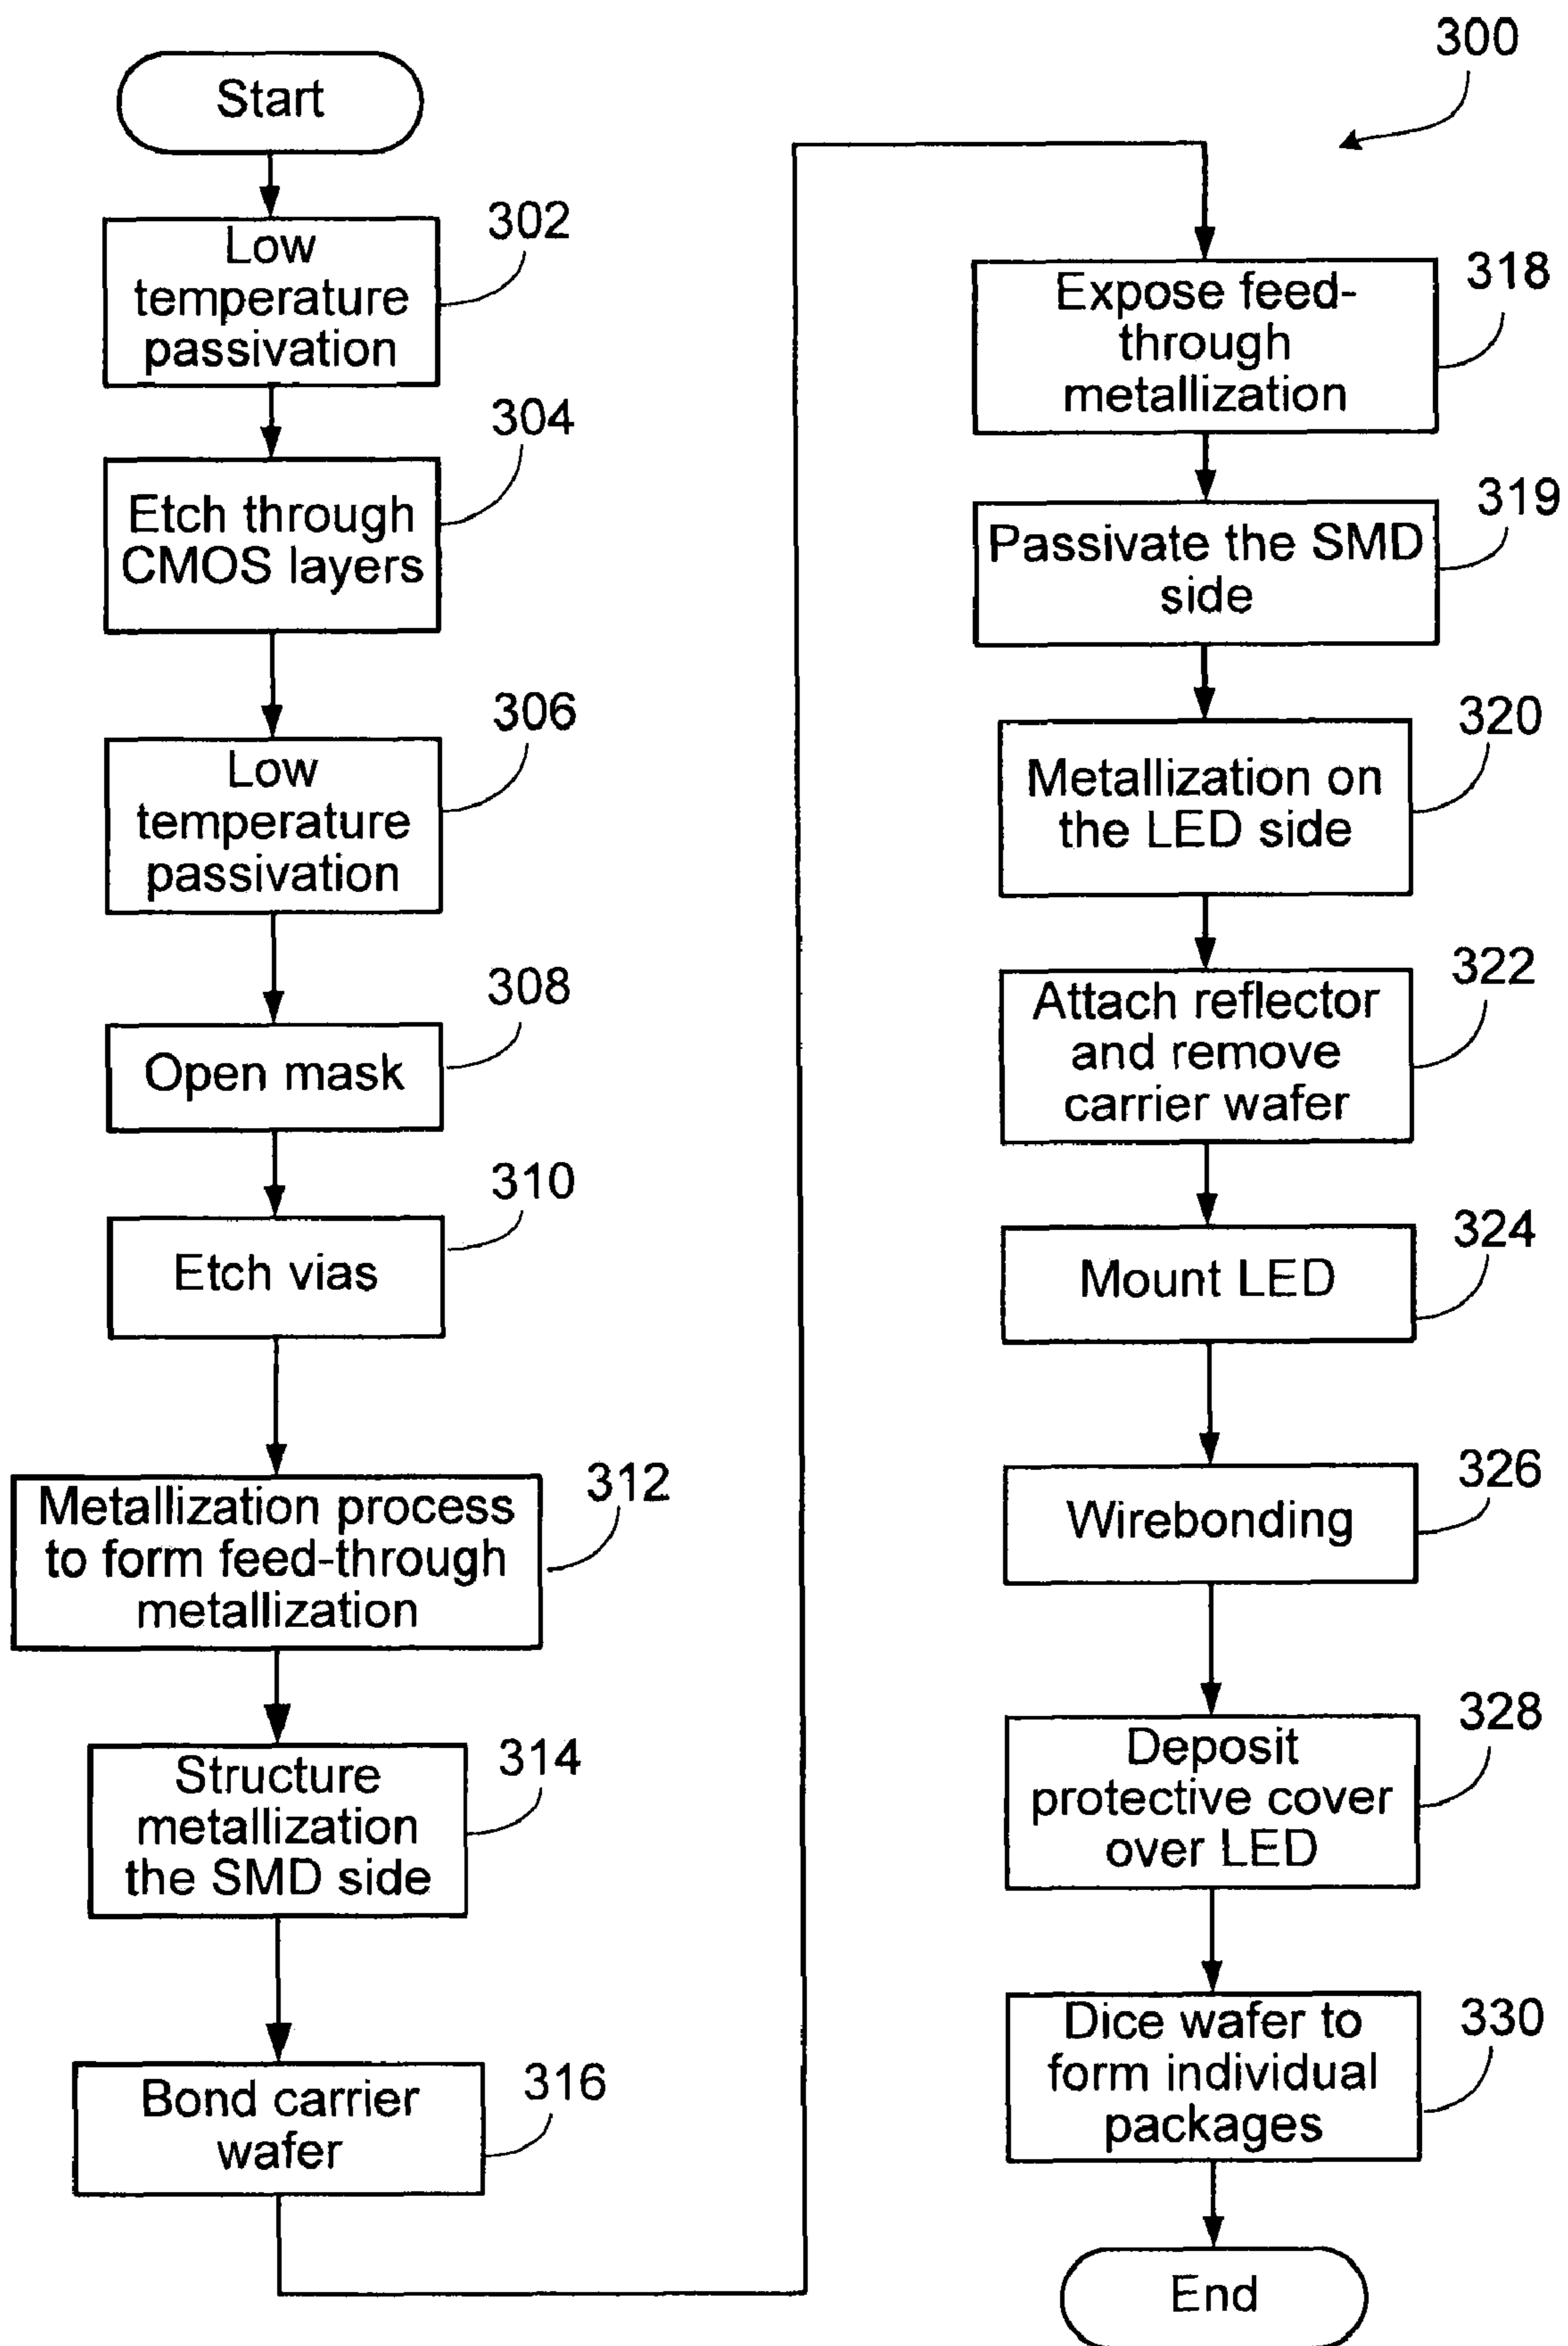 300
Start
302
Low
temperature
passivation
304
Etch through
CMOS layers
306
Low
temperature
passivation
308
Open mask
310
Etch vias
312
Metallization process
to form feed-through
metallization
314
Structure
metallization
the SMD side
316
Bond carrier
wafer
318
Expose feed-
through
metallization
319
Passivate the SMD
side
320
Metallization on
the LED side
322
Attach reflector
and remove
carrier wafer
324
Mount LED
326
Wirebonding
328
Deposit
protective cover
over LED
330
Dice wafer to
form individual
packages
End